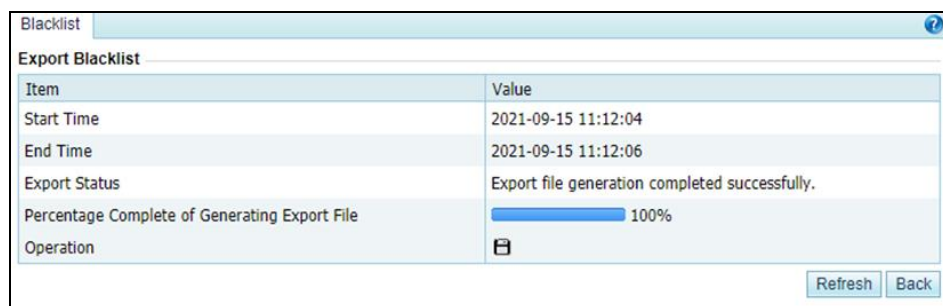 Blacklist
?
Export Blacklist
Item Value
Start Time 2021-09-15 11:12:04
End Time 2021-09-15 11:12:06
Export Status Export file generation completed successfully.
Percentage Complete of Generating Export File 100%
Operation
Refresh Back